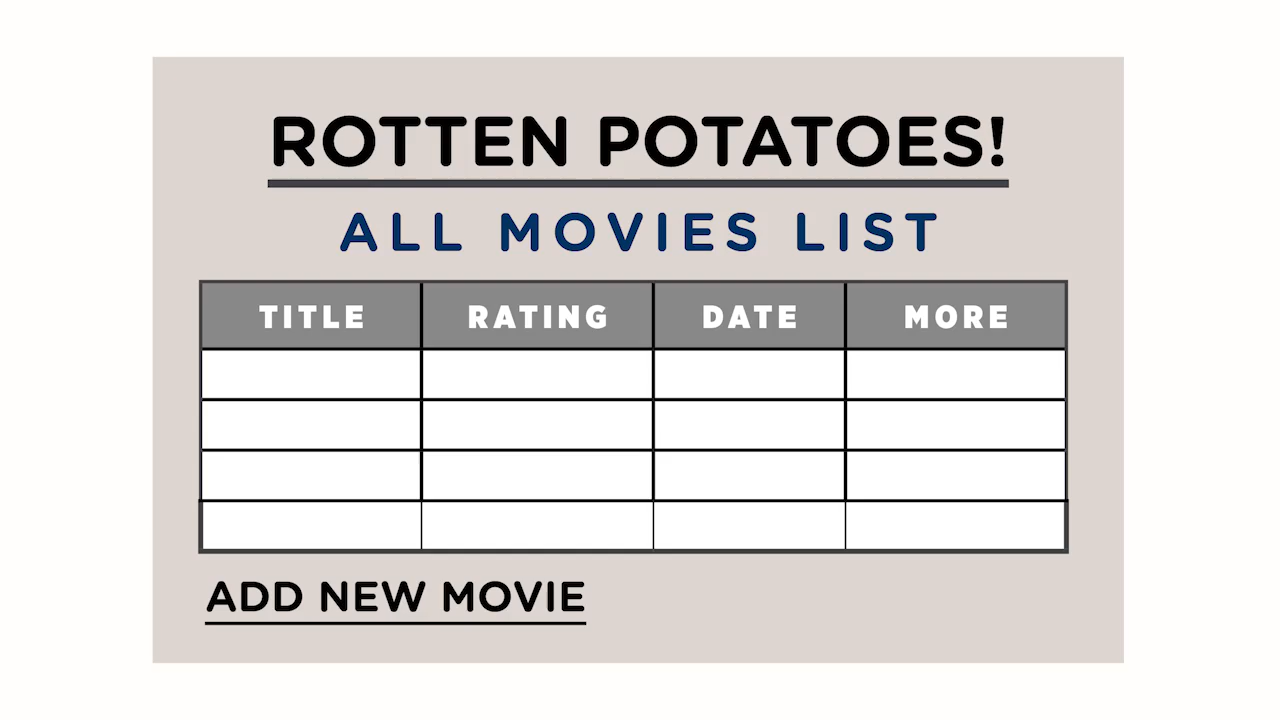 ROTTEN POTATOES!
ALL MOVIES LIST
TITLE RATING DATE MORE
ADD NEW MOVIE